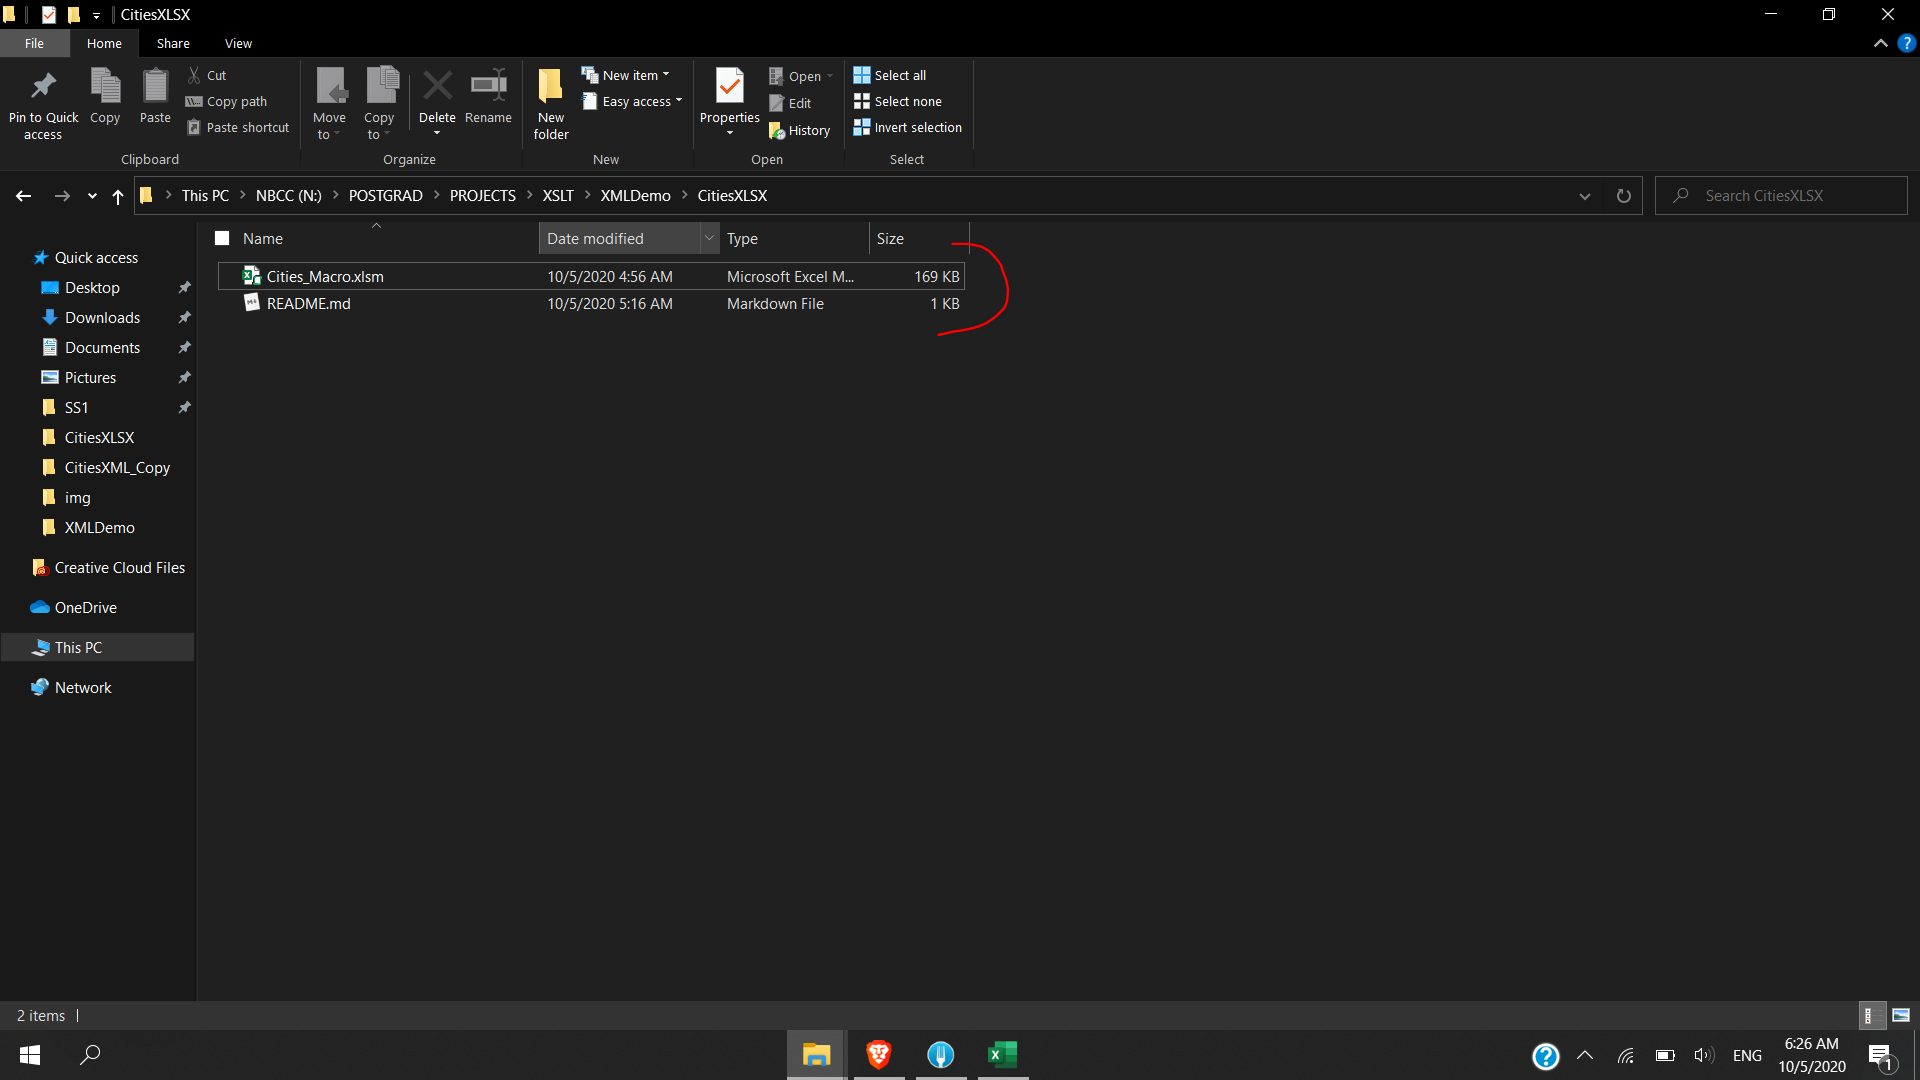 CitiesXLSX
File Home Share View
Pin to Quick access
Copy
Paste
Cut
Copy path
Paste shortcut
Move to
Copy to
Delete
Rename
New folder
New item
Easy access
Properties
Open
Edit
History
Select all
Select none
Invert selection
Clipboard Organize New Open Select
This PC NBCC (N:) POSTGRAD PROJECTS XSLT XMLDemo CitiesXLSX
Search CitiesXLSX
Name Date modified Type Size
Cities_Macro.xlsm 10/5/2020 4:56 AM Microsoft Excel M... 169 KB
README.md 10/5/2020 5:16 AM Markdown File 1 KB
Quick access
Desktop
Downloads
Documents
Pictures
SS1
CitiesXLSX
CitiesXML_Copy
img
XMLDemo
Creative Cloud Files
OneDrive
This PC
Network
2 items
ENG
6:26 AM
10/5/2020
1